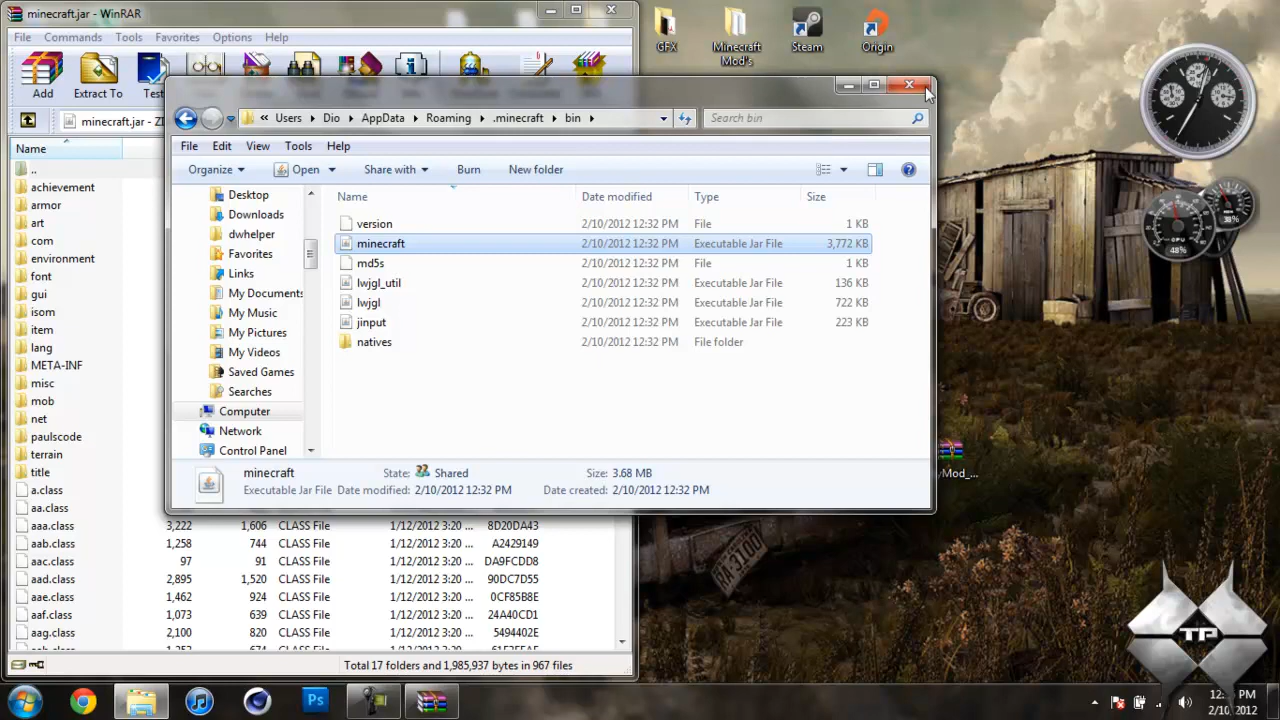 minecraft.jar - WinRAR
File Commands Tools Favorites Options Help
Add Extract To Test
minecraft.jar - ZI
Name
..
achievement
armor
art
com
environment
font
gui
isom
item
lang
META-INF
misc
mob
net
paulscode
terrain
title
a.class
aa.class
aaa.class 3,222 1,606 CLASS File 1/12/2012 3:20 ... 8D20DA43
aab.class 1,258 744 CLASS File 1/12/2012 3:20 ... A2429149
aac.class 97 91 CLASS File 1/12/2012 3:20 ... DA9FCDD8
aad.class 2,895 1,520 CLASS File 1/12/2012 3:20 ... 90DC7D55
aae.class 1,462 924 CLASS File 1/12/2012 3:20 ... 0CF85B8E
aaf.class 1,073 639 CLASS File 1/12/2012 3:20 ... 24A40CD1
aag.class 2,100 820 CLASS File 1/12/2012 3:20 ... 5494402E
Total 17 folders and 1,985,937 bytes in 967 files
« Users Dio AppData Roaming .minecraft bin
Search bin
File Edit View Tools Help
Organize Open Share with Burn New folder
Desktop
Downloads
dwhelper
Favorites
Links
My Documents
My Music
My Pictures
My Videos
Saved Games
Searches
Computer
Network
Control Panel
Name Date modified Type Size
version 2/10/2012 12:32 PM File 1 KB
minecraft 2/10/2012 12:32 PM Executable Jar File 3,772 KB
md5s 2/10/2012 12:32 PM File 1 KB
lwjgl_util 2/10/2012 12:32 PM Executable Jar File 136 KB
lwjgl 2/10/2012 12:32 PM Executable Jar File 722 KB
jinput 2/10/2012 12:32 PM Executable Jar File 223 KB
natives 2/10/2012 12:32 PM File folder
minecraft State: Shared Size: 3.68 MB
Executable Jar File Date modified: 2/10/2012 12:32 PM Date created: 2/10/2012 12:32 PM
GFX
Minecraft
Mod's
Steam
Origin
38%
CPU
48%
yMod_...
RA-3100
TP
Ps
PM
2/10/2012